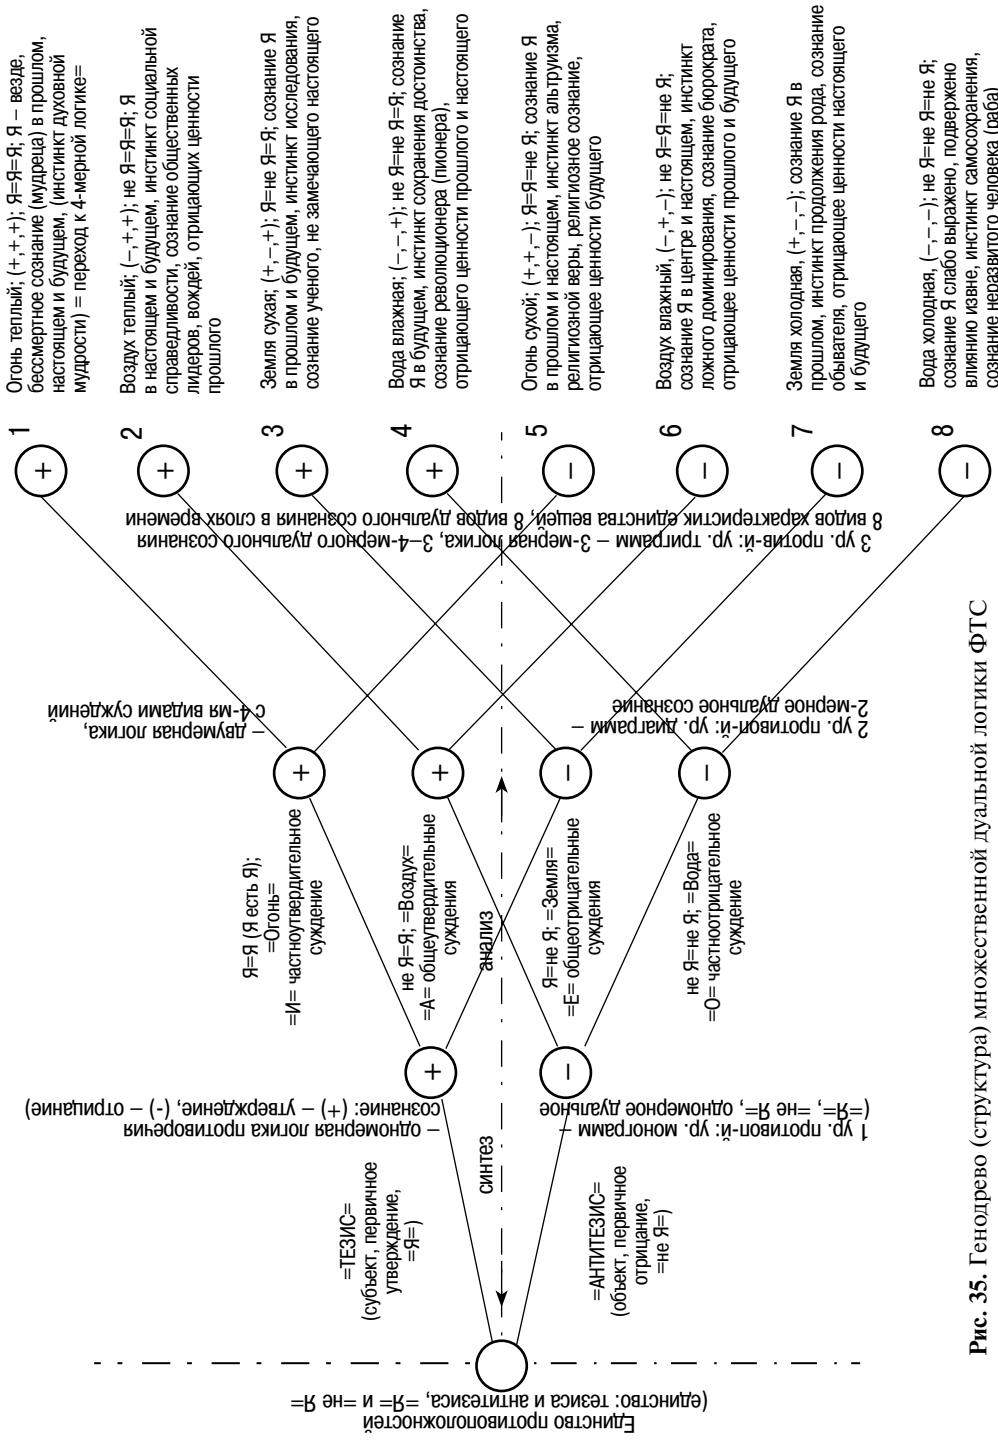 Огонь теплый; (+,+,+); Я=Я=Я; Я – везде,
бессмертное сознание (мудреца) в прошлом,
настоящем и будущем, (инстинкт духовной
мудрости) = переход к 4-мерной логике=
Воздух теплый; (–,+,+); не Я=Я=Я; Я
в настоящем и будущем, инстинкт социальной
справедливости, сознание общественных
лидеров, вождей, отрицающих ценности
прошлого
Земля сухая; (+,–,+); Я=не Я=Я; сознание Я
в прошлом и будущем, инстинкт исследования,
сознание ученого, не замечающего настоящего
Вода влажная; (–,–,+); не Я=не Я=Я; сознание
Я в будущем, инстинкт сохранения достоинства,
сознание революционера (пионера),
отрицающего ценности прошлого и настоящего
Огонь сухой; (+,+,–); Я=Я=не Я; сознание Я
в прошлом и настоящем, инстинкт альтруизма,
религиозной веры, религиозное сознание,
отрицающее ценности будущего
Воздух влажный, (–,+,–); не Я=Я=не Я;
сознание Я в центре и настоящем, инстинкт
ложного доминирования, сознание бюрократа,
отрицающее ценности прошлого и будущего
Земля холодная, (+,–,–); сознание Я в
прошлом, инстинкт продолжения рода, сознание
обывателя, отрицающее ценности настоящего
и будущего
Вода холодная, (–,–,–); не Я=не Я=не Я;
сознание Я слабо выражено, подвержено
влиянию извне, инстинкт самосохранения,
сознание неразвитого человека (раба)
1
2
3
4
5
6
7
8
+
+
+
+
–
–
–
–
3 ур. против-й: ур. триграмм – 3-мерная логика, 3–4-мерного дуального сознания
8 видов характеристик единства вещей, 8 видов дуального сознания в слоях времени
– двумерная логика,
с 4-мя видами суждений
2 ур. противоп-й: ур. диаграмм –
2-мерное дуальное сознание
+
+
–
–
Я=Я (Я есть Я);
=Огонь=
=И= частноутвердительное
суждение
не Я=Я; =Воздух=
=А= общеутвердительные
суждения
анализ
Я=не Я; =Земля=
=Е= общеотрицательные
суждения
не Я=не Я; =Вода=
=О= частноотрицательное
суждение
+
–
– одномерная логика противоречия
сознание: (+) – утверждение, (-) – отрицание)
1 ур. противоп-й: ур. монограмм –
(=Я=, =не Я=, одномерное дуальное
синтез
=ТЕЗИС=
(субъект, первичное
утверждение,
=Я=)
=АНТИТЕЗИС=
(объект, первичное
отрицание,
=не Я=)
Единство противоположностей
(единство: тезиса и антитезиса, =Я= и =не Я=
Рис. 35. Генодрево (структура) множественной дуальной логики ФТС